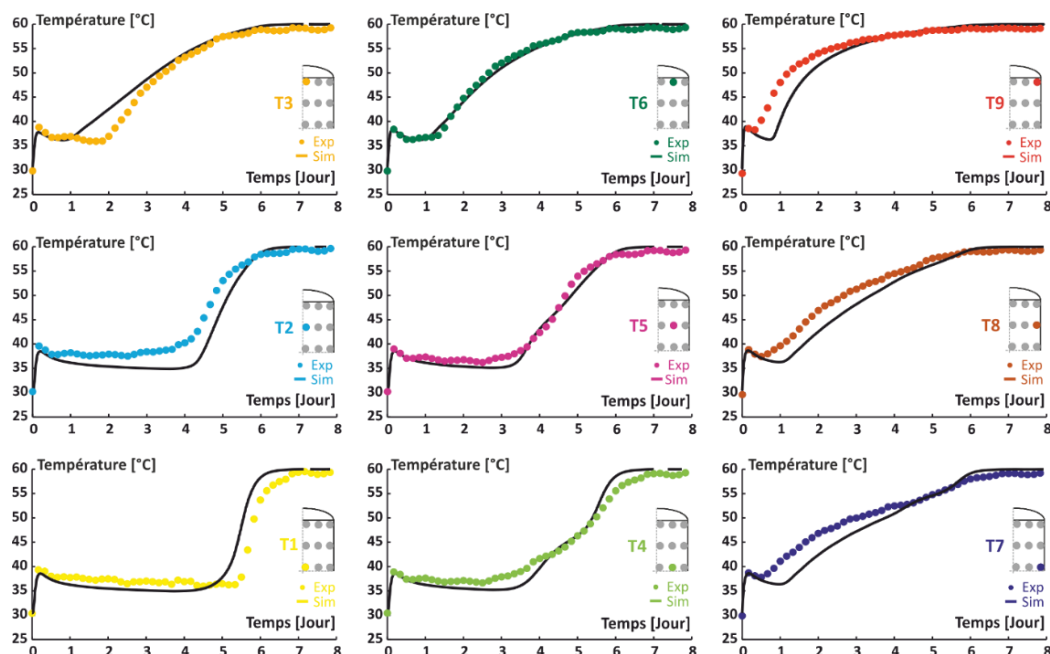 Température [°C]
60
55
50
45
40
35
30
25
T3
Exp
Sim
Temps [Jour]
0 1 2 3 4 5 6 7 8
Température [°C]
60
55
50
45
40
35
30
25
T6
Exp
Sim
Temps [Jour]
0 1 2 3 4 5 6 7 8
Température [°C]
60
55
50
45
40
35
30
25
T9
Exp
Sim
Temps [Jour]
0 1 2 3 4 5 6 7 8
Température [°C]
60
55
50
45
40
35
30
25
T2
Exp
Sim
Temps [Jour]
0 1 2 3 4 5 6 7 8
Température [°C]
60
55
50
45
40
35
30
25
T5
Exp
Sim
Temps [Jour]
0 1 2 3 4 5 6 7 8
Température [°C]
60
55
50
45
40
35
30
25
T8
Exp
Sim
Temps [Jour]
0 1 2 3 4 5 6 7 8
Température [°C]
60
55
50
45
40
35
30
25
T1
Exp
Sim
Temps [Jour]
0 1 2 3 4 5 6 7 8
Température [°C]
60
55
50
45
40
35
30
25
T4
Exp
Sim
Temps [Jour]
0 1 2 3 4 5 6 7 8
Température [°C]
60
55
50
45
40
35
30
25
T7
Exp
Sim
Temps [Jour]
0 1 2 3 4 5 6 7 8